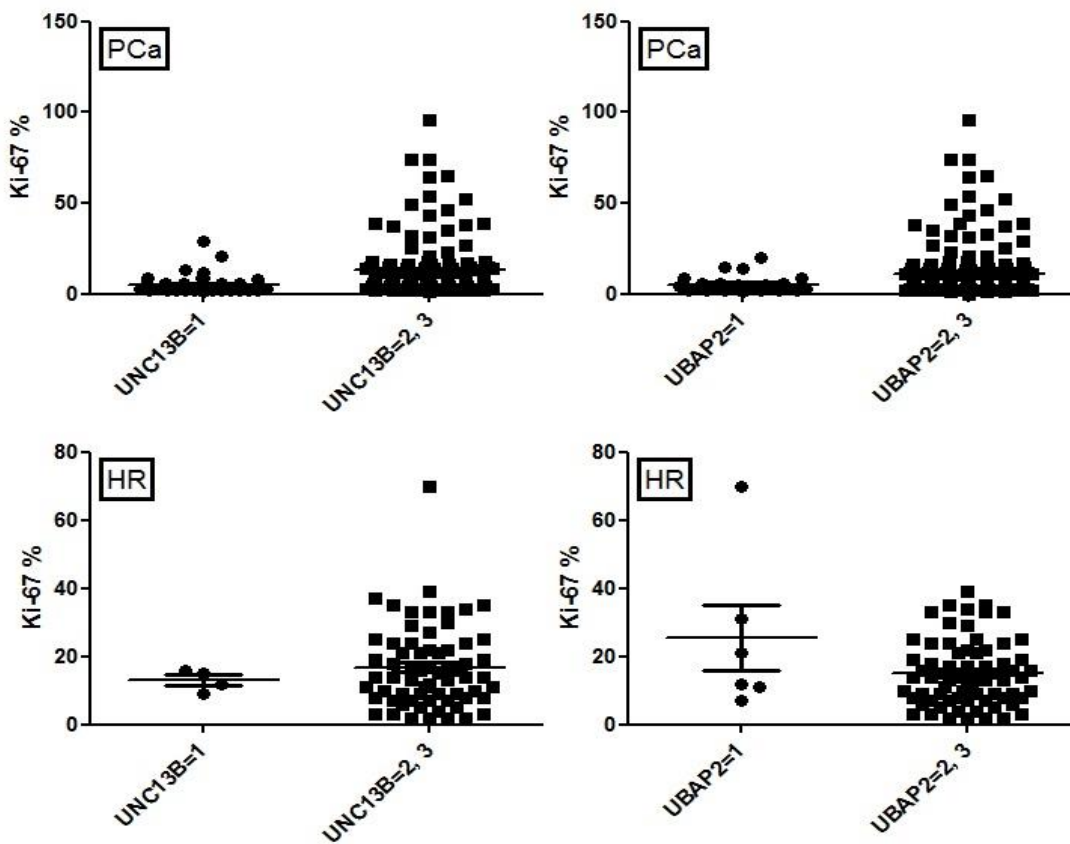 150
100
50
0
Ki-67 %
PCa
UNC13B=1
UNC13B=2, 3
150
100
50
0
Ki-67 %
PCa
UBAP2=1
UBAP2=2, 3
80
60
40
20
0
Ki-67 %
HR
UNC13B=1
UNC13B=2, 3
80
60
40
20
0
Ki-67 %
HR
UBAP2=1
UBAP2=2, 3